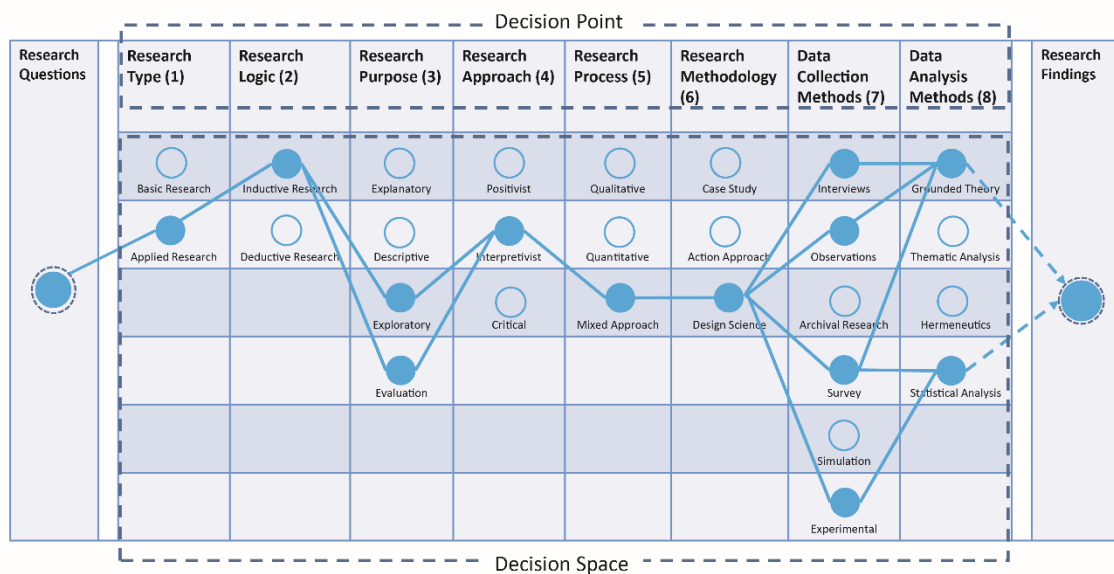 Decision Point
Research
Questions
Research
Type (1)
Research
Logic (2)
Research
Purpose (3)
Research
Approach (4)
Research
Process (5)
Research
Methodology
(6)
Data
Collection
Methods (7)
Data
Analysis
Methods (8)
Research
Findings
Basic Research
Inductive Research
Explanatory
Positivist
Qualitative
Case Study
Interviews
Grounded Theory
Applied Research
Deductive Research
Descriptive
Interpretivist
Quantitative
Action Approach
Observations
Thematic Analysis
Exploratory
Critical
Mixed Approach
Design Science
Archival Research
Hermeneutics
Evaluation
Survey
Statistical Analysis
Simulation
Experimental
Decision Space